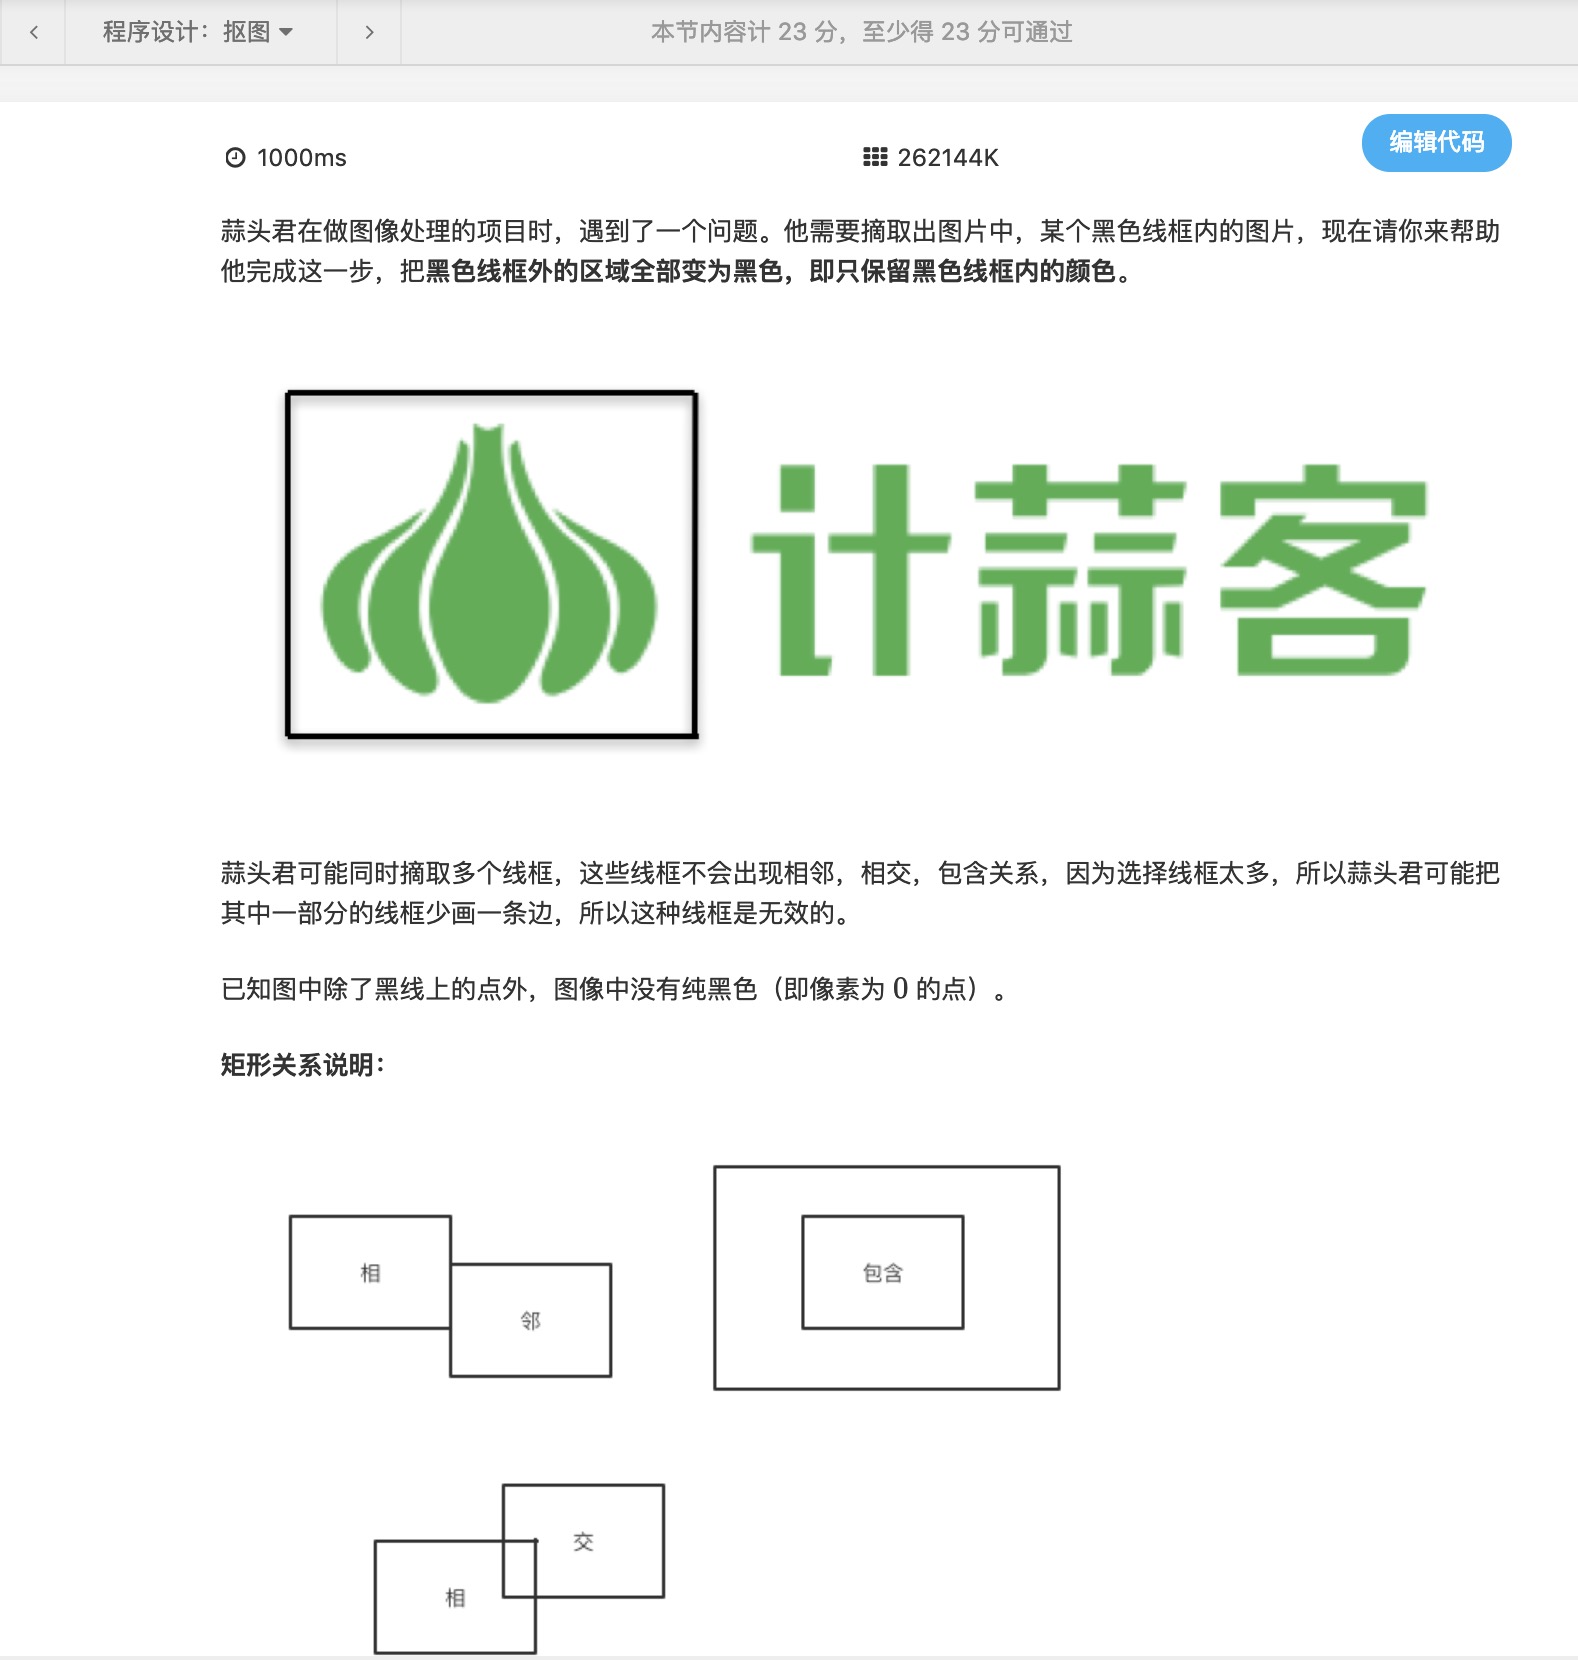 程序设计：抠图
本节内容计 23 分，至少得 23 分可通过
1000ms
262144K
编辑代码
蒜头君在做图像处理的项目时，遇到了一个问题。他需要摘取出图片中，某个黑色线框内的图片，现在请你来帮助
他完成这一步，把黑色线框外的区域全部变为黑色，即只保留黑色线框内的颜色。
计蒜客
蒜头君可能同时摘取多个线框，这些线框不会出现相邻，相交，包含关系，因为选择线框太多，所以蒜头君可能把
其中一部分的线框少画一条边，所以这种线框是无效的。
已知图中除了黑线上的点外，图像中没有纯黑色（即像素为 0 的点）。
矩形关系说明：
相
邻
包含
交
相